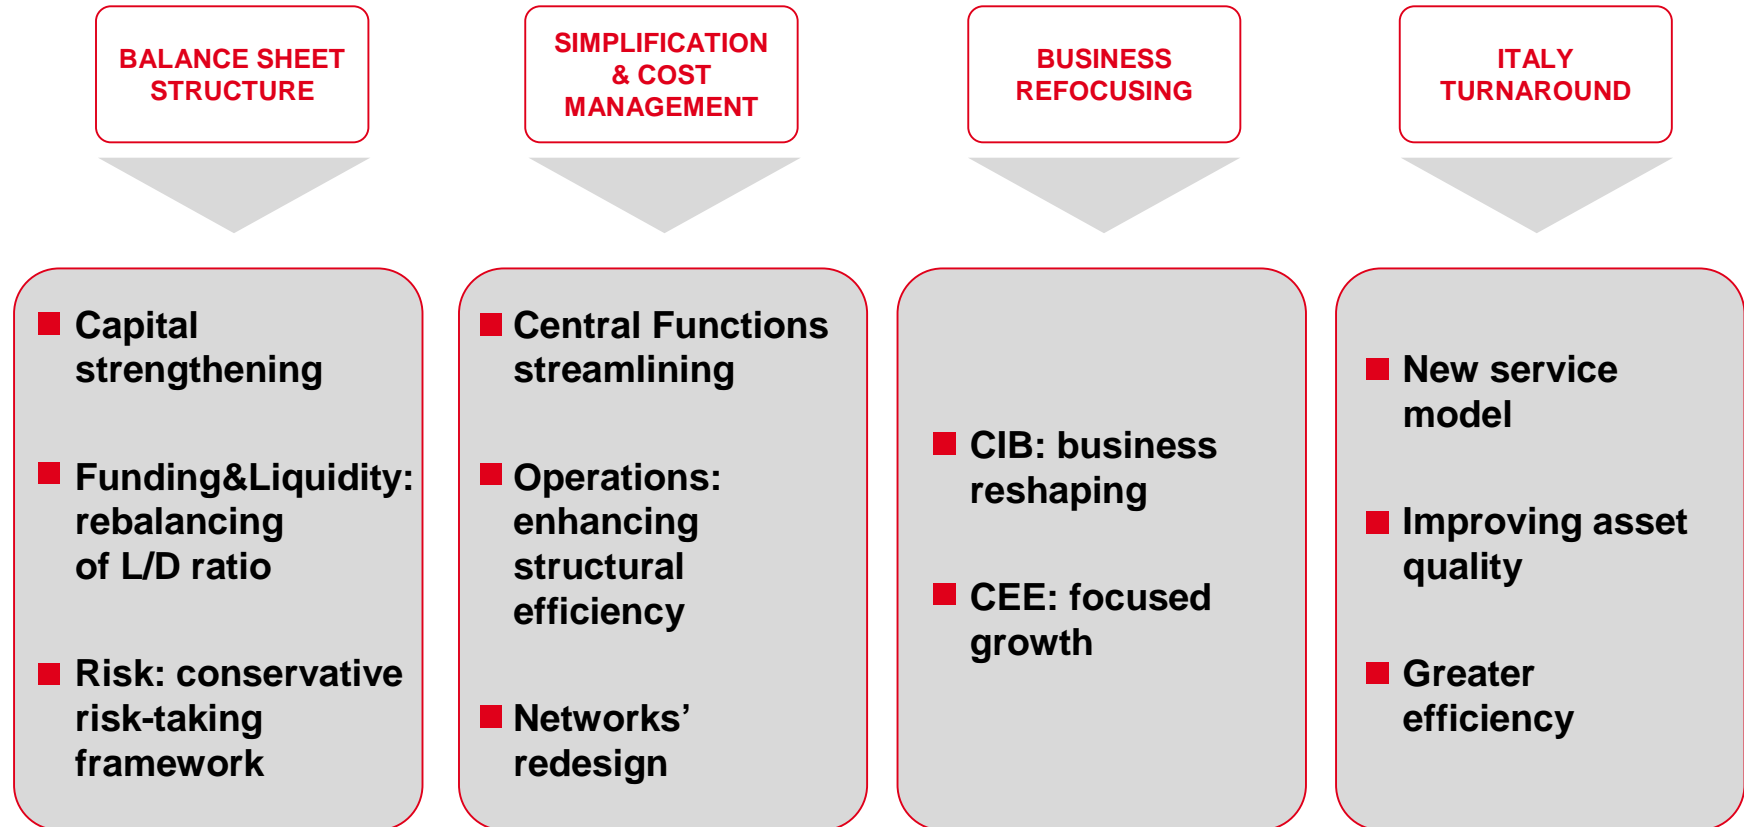 BALANCE SHEET
STRUCTURE
SIMPLIFICATION
& COST
MANAGEMENT
BUSINESS
REFOCUSING
ITALY
TURNAROUND
Capital
strengthening
Funding&Liquidity:
rebalancing
of L/D ratio
Risk: conservative
risk-taking
framework
Central Functions
streamlining
Operations:
enhancing
structural
efficiency
Networks’
redesign
CIB: business
reshaping
CEE: focused
growth
New service
model
Improving asset
quality
Greater
efficiency